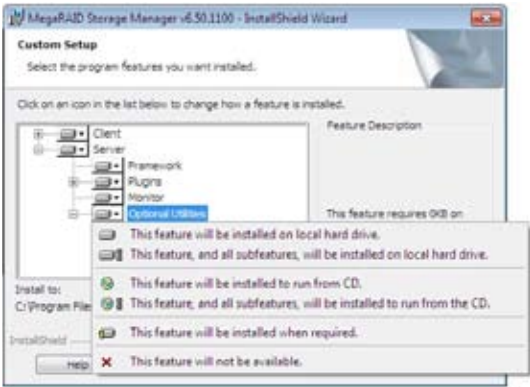 MegaRAID Storage Manager v6.50.1100 - InstallShield Wizard
Custom Setup
Select the program features you want installed.
Click on an icon in the list below to change how a feature is installed.
Client
Server
Framework
Plugins
Monitor
Optional Utilities
Feature Description
This feature requires 0KB on
This feature will be installed on local hard drive.
This feature, and all subfeatures, will be installed on local hard drive.
This feature will be installed to run from CD.
This feature, and all subfeatures, will be installed to run from the CD.
This feature will be installed when required.
This feature will not be available.
Install to:
C:\Program Files
InstallShield
Help